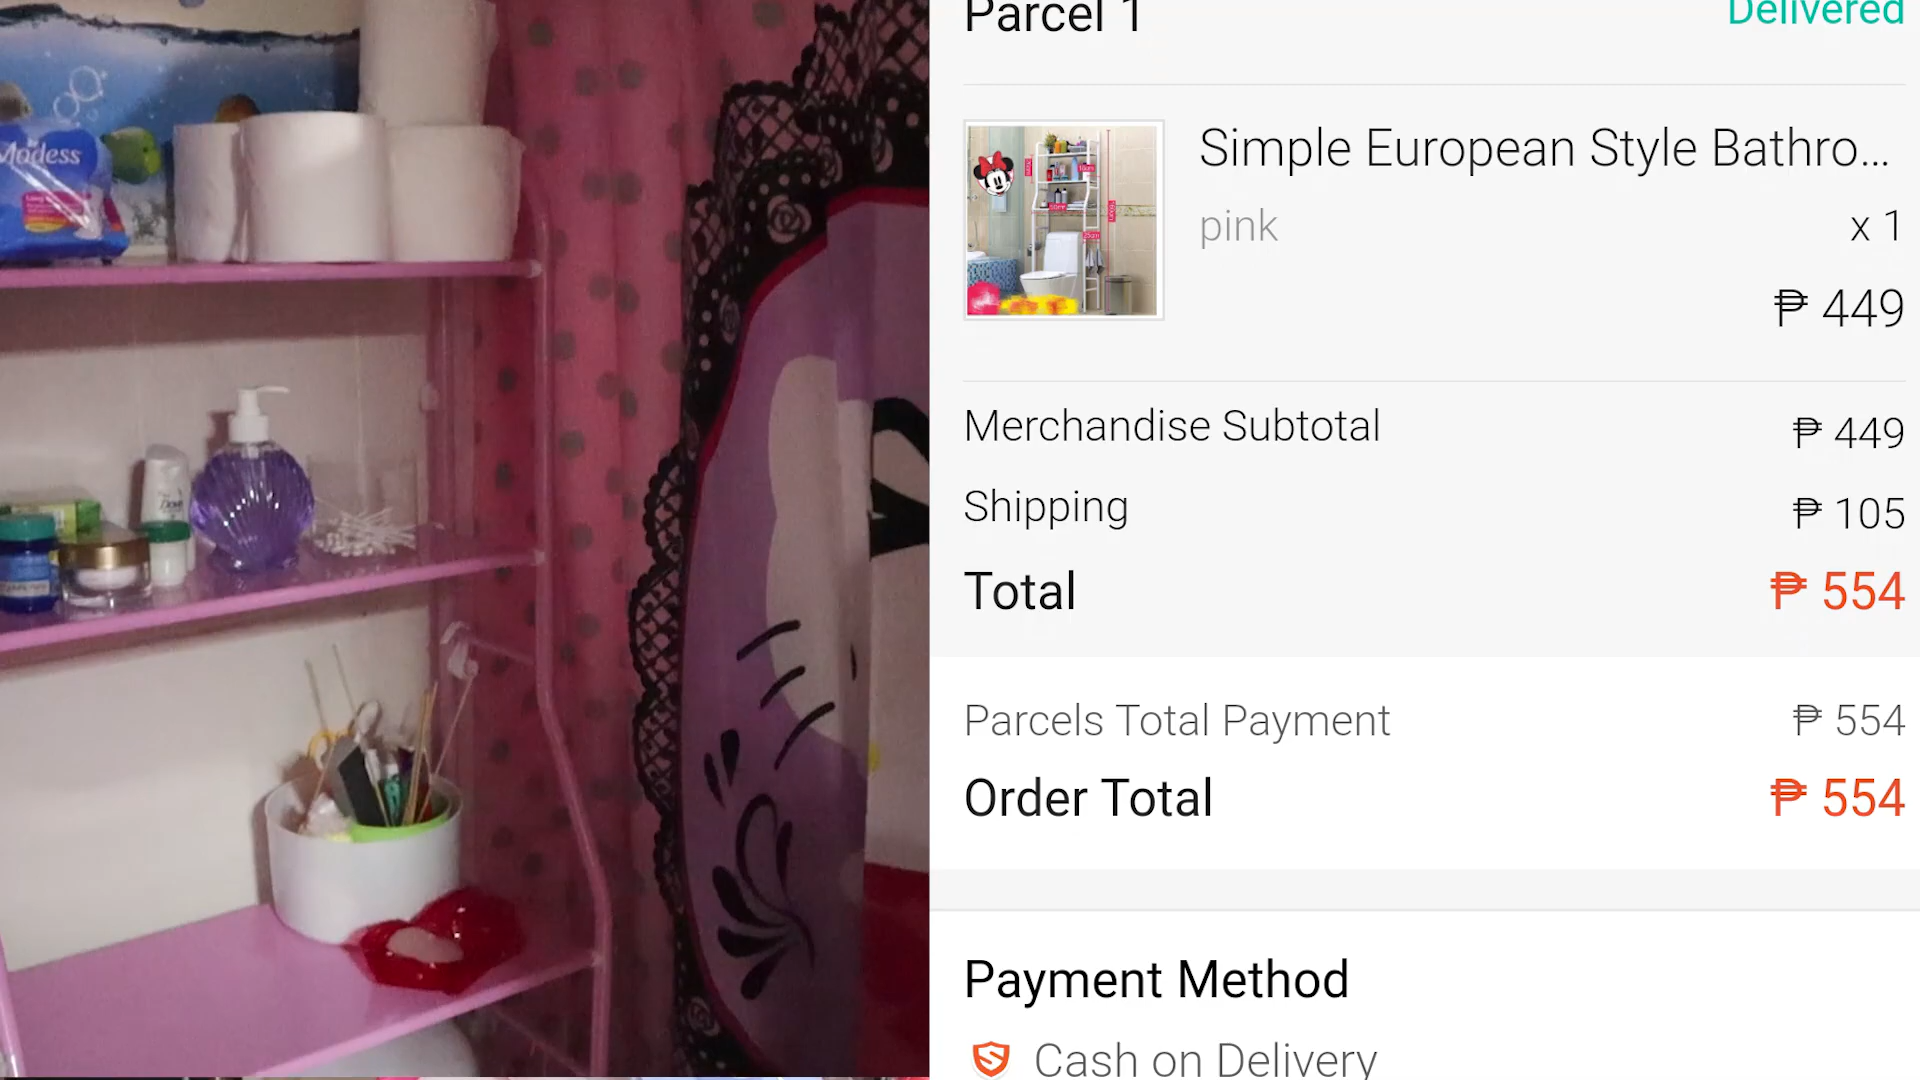 Modess
Dove
Parcel 1
Delivered
Simple European Style Bathro...
pink
x 1
₱ 449
Merchandise Subtotal
₱ 449
Shipping
₱ 105
Total
₱ 554
Parcels Total Payment
₱ 554
Order Total
₱ 554
Payment Method
Cash on Delivery